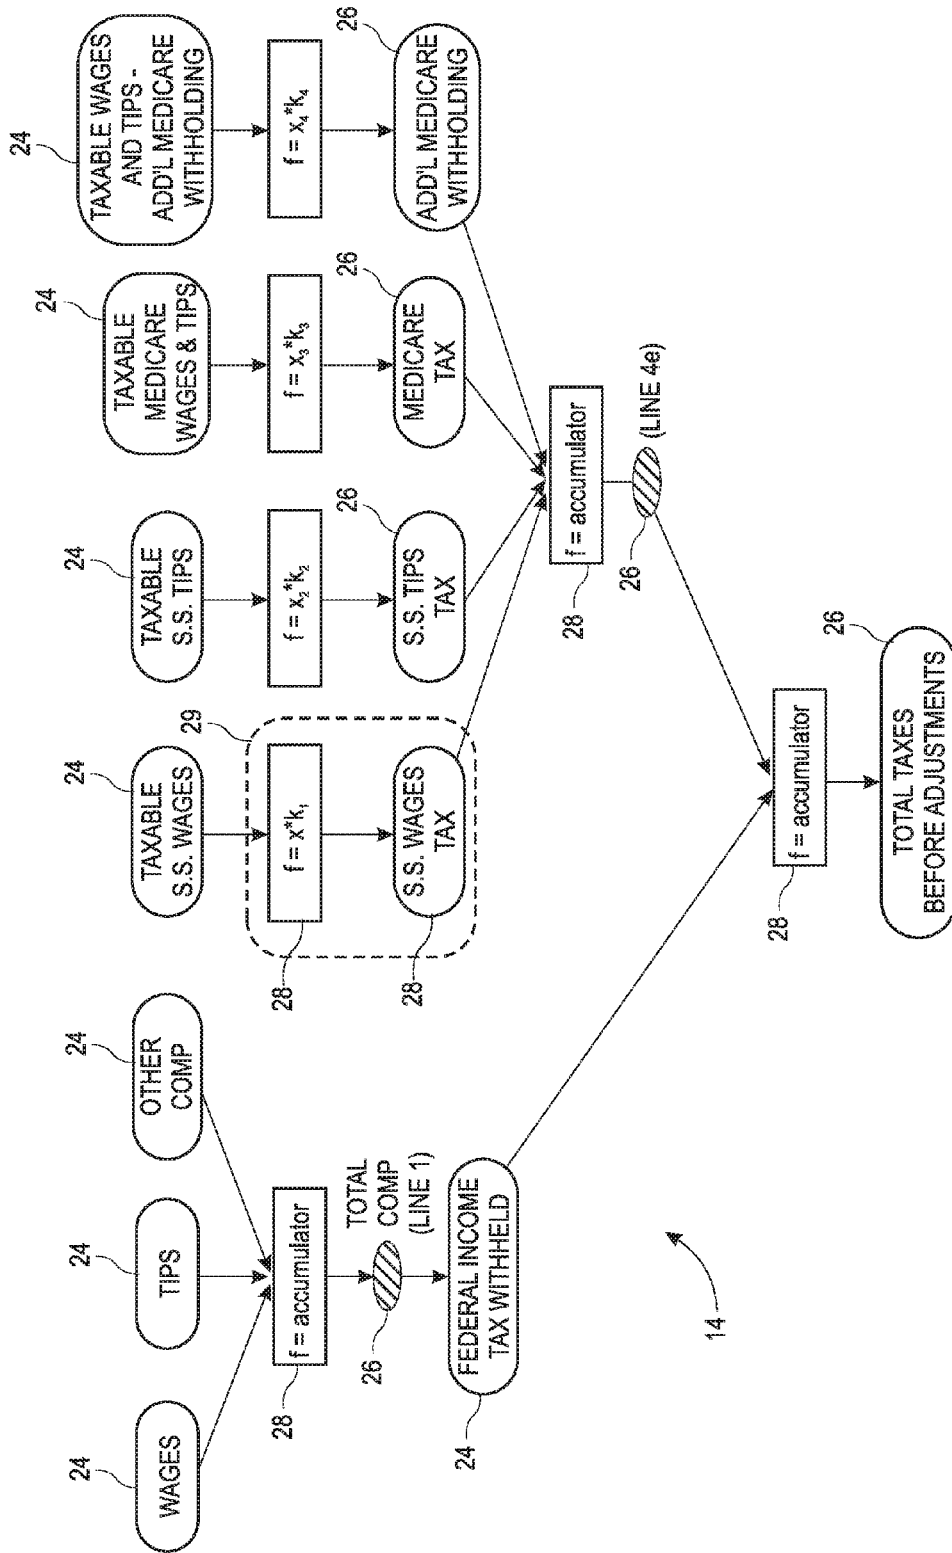 24
WAGES
24
TIPS
24
OTHER
COMP
28
f = accumulator
26
TOTAL
COMP
(LINE 1)
24
FEDERAL INCOME
TAX WITHHELD
24
TAXABLE
S.S. WAGES
29
28
f = x*k₁
28
S.S. WAGES
TAX
24
TAXABLE
S.S. TIPS
f = x₂*k₂
26
S.S. TIPS
TAX
24
TAXABLE
MEDICARE
WAGES & TIPS
f = x₃*k₃
26
MEDICARE
TAX
24
TAXABLE WAGES
AND TIPS -
ADD'L MEDICARE
WITHHOLDING
f = x₄*k₄
26
ADD'L MEDICARE
WITHHOLDING
28
f = accumulator
26
(LINE 4e)
28
f = accumulator
26
TOTAL TAXES
BEFORE ADJUSTMENTS
14